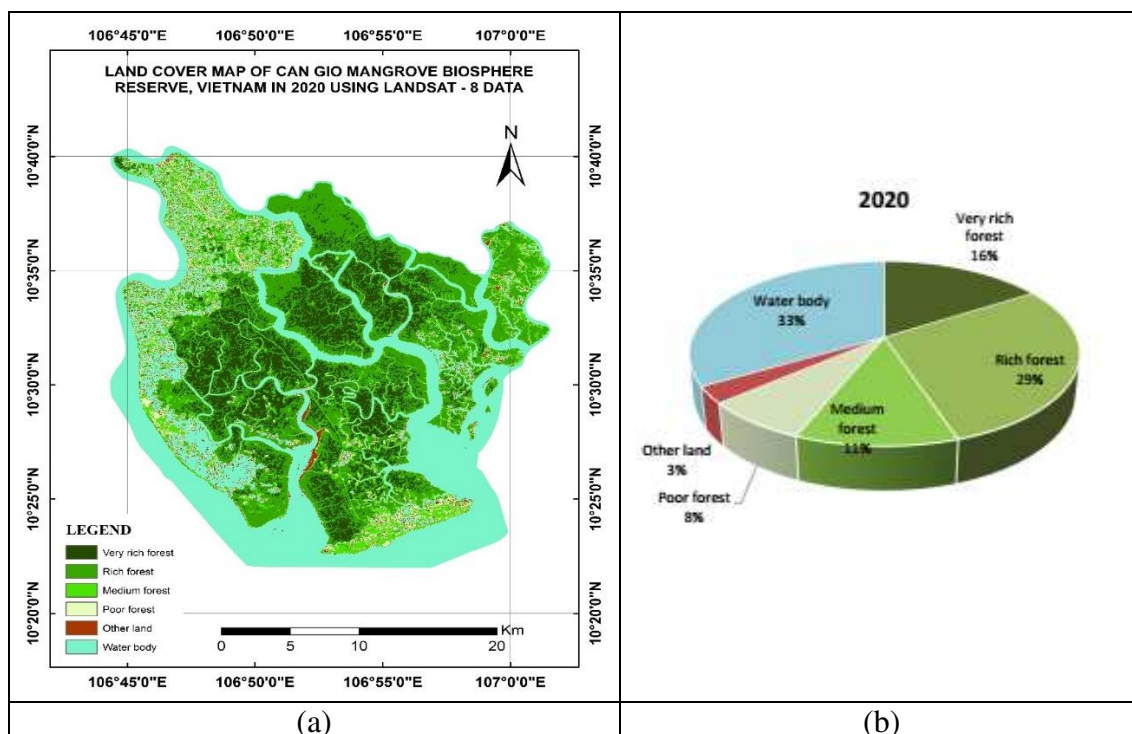 106°45'0"E 106°50'0"E 106°55'0"E 107°0'0"E
LAND COVER MAP OF CAN GIO MANGROVE BIOSPHERE
RESERVE, VIETNAM IN 2020 USING LANDSAT - 8 DATA
N
10°40'0"N 10°40'0"N
10°35'0"N 10°35'0"N
10°30'0"N 10°30'0"N
10°25'0"N 10°25'0"N
10°20'0"N 10°20'0"N
LEGEND
Very rich forest
Rich forest
Medium forest
Poor forest
Other land
Water body
Km
0 5 10 20
106°45'0"E 106°50'0"E 106°55'0"E 107°0'0"E
(a)
2020
Very rich
forest
16%
Water body
33%
Rich forest
29%
Medium
forest
11%
Other land
3%
Poor forest
8%
(b)